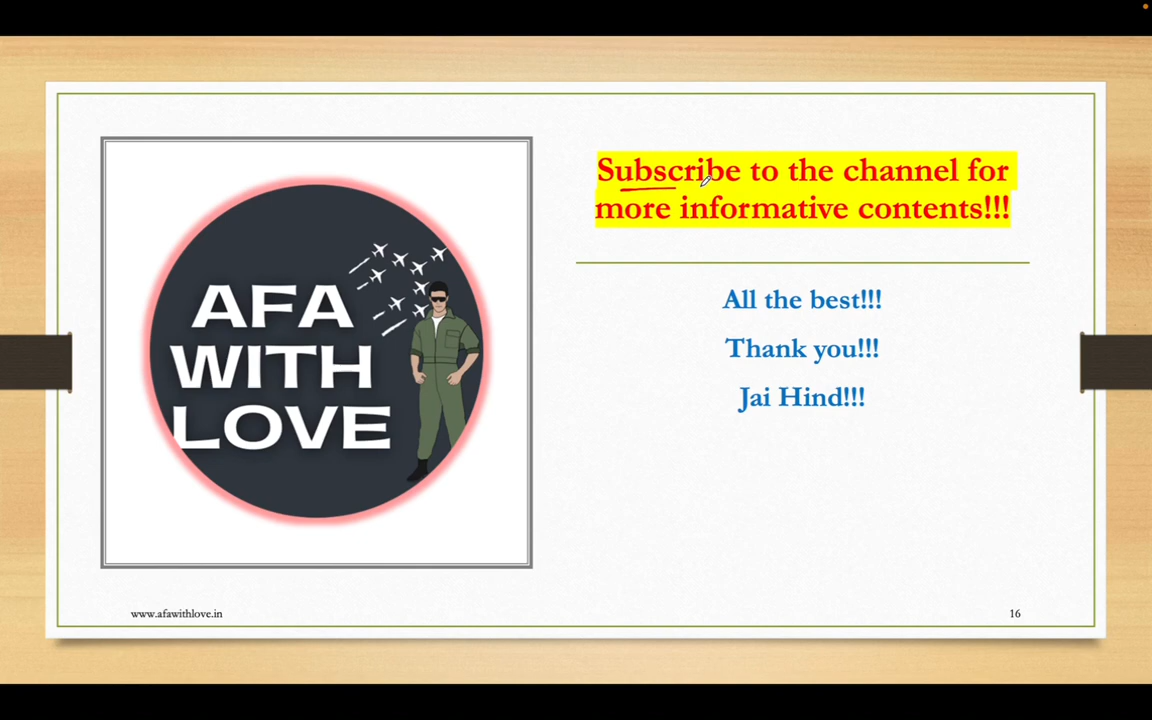 AFA
WITH
LOVE
Subscribe to the channel for
more informative contents!!!
All the best!!!
Thank you!!!
Jai Hind!!!
www.afawithlove.in
16